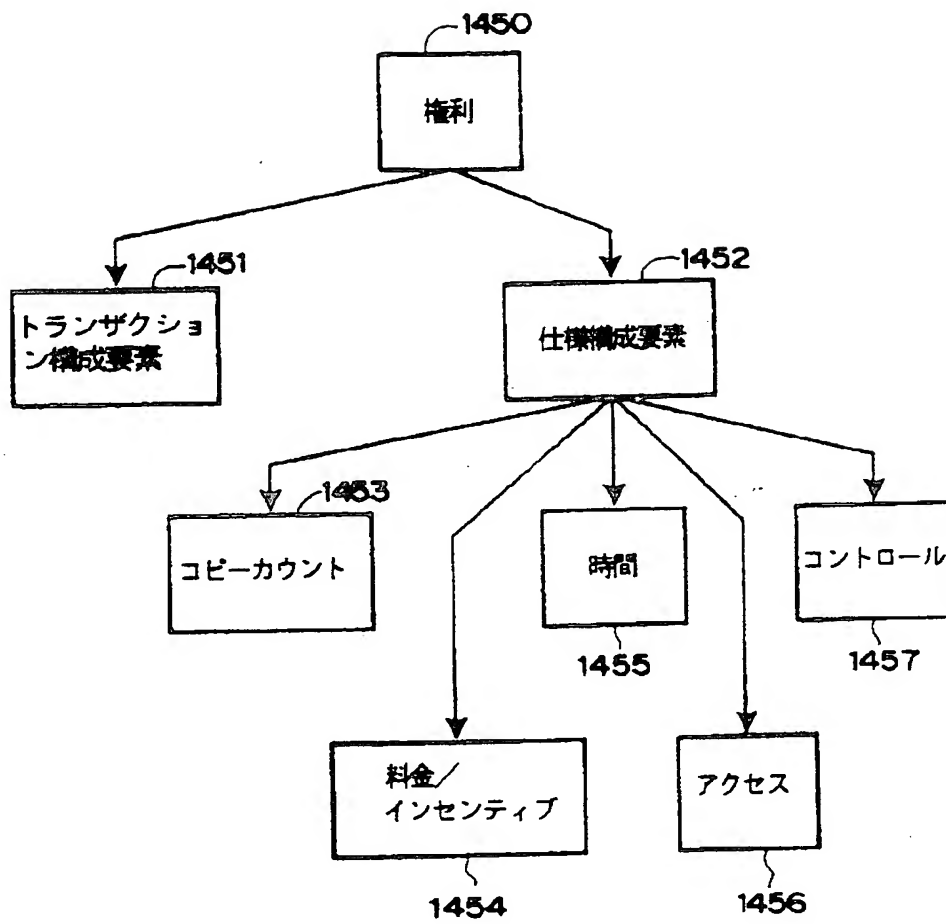 1450
権利
1451
1452
トランザクショ
ン構成要素
仕様構成要素
1453
コピーカウント
時間
コントロール
1455
1457
料金/
インセンティブ
アクセス
1454
1456